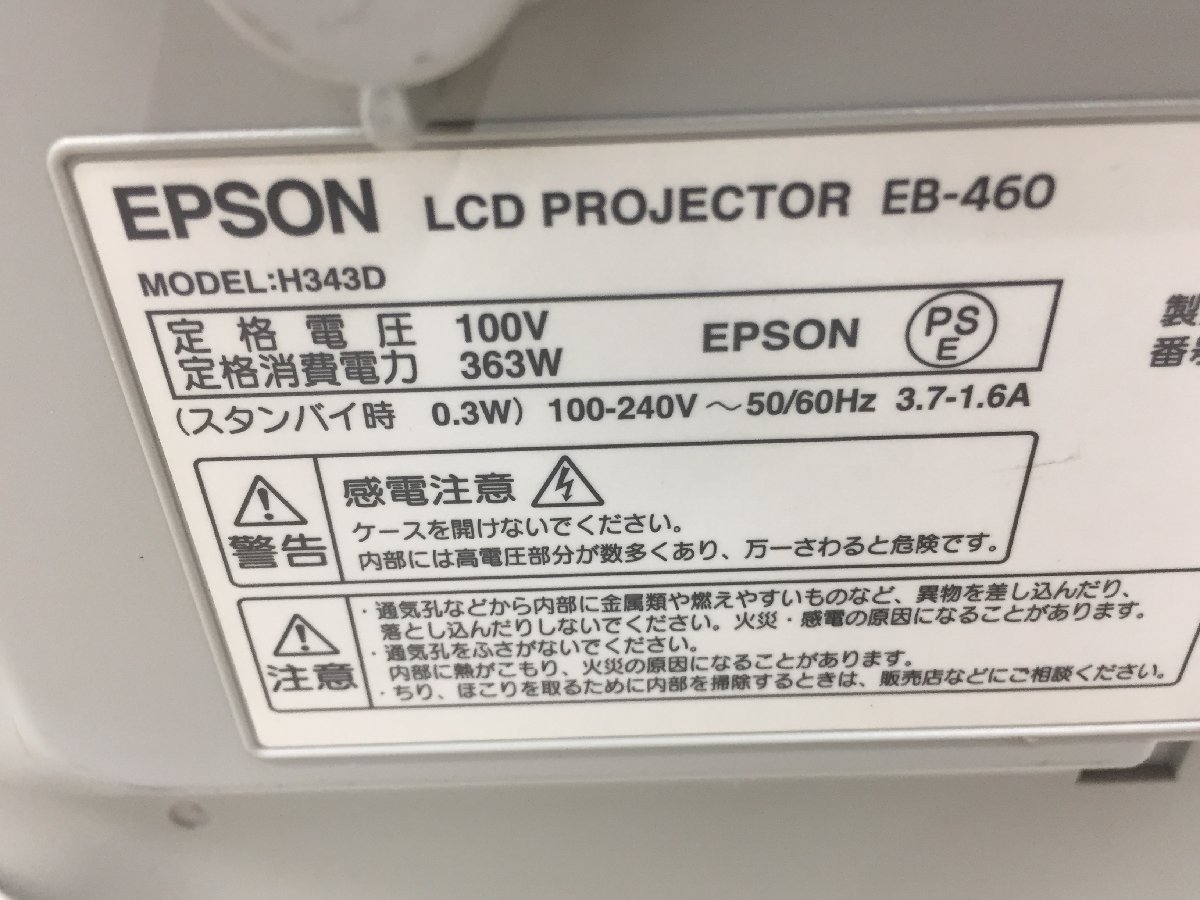 EPSON LCD PROJECTOR EB-460
MODEL:H343D
定格電圧 100V
定格消費電力 363W
EPSON
PS
E
(スタンバイ時 0.3W) 100-240V ～50/60Hz 3.7-1.6A
製
番
警告
感電注意
ケースを開けないでください。
内部には高電圧部分が数多くあり、万一さわると危険です。
注意
・通気孔などから内部に金属類や燃えやすいものなど、異物を差し込んだり、
落とし込んだりしないでください。火災・感電の原因になることがあります。
・通気孔をふさがないでください。
内部に熱がこもり、火災の原因になることがあります。
・ちり、ほこりを取るために内部を掃除するときは、販売店などにご相談ください。